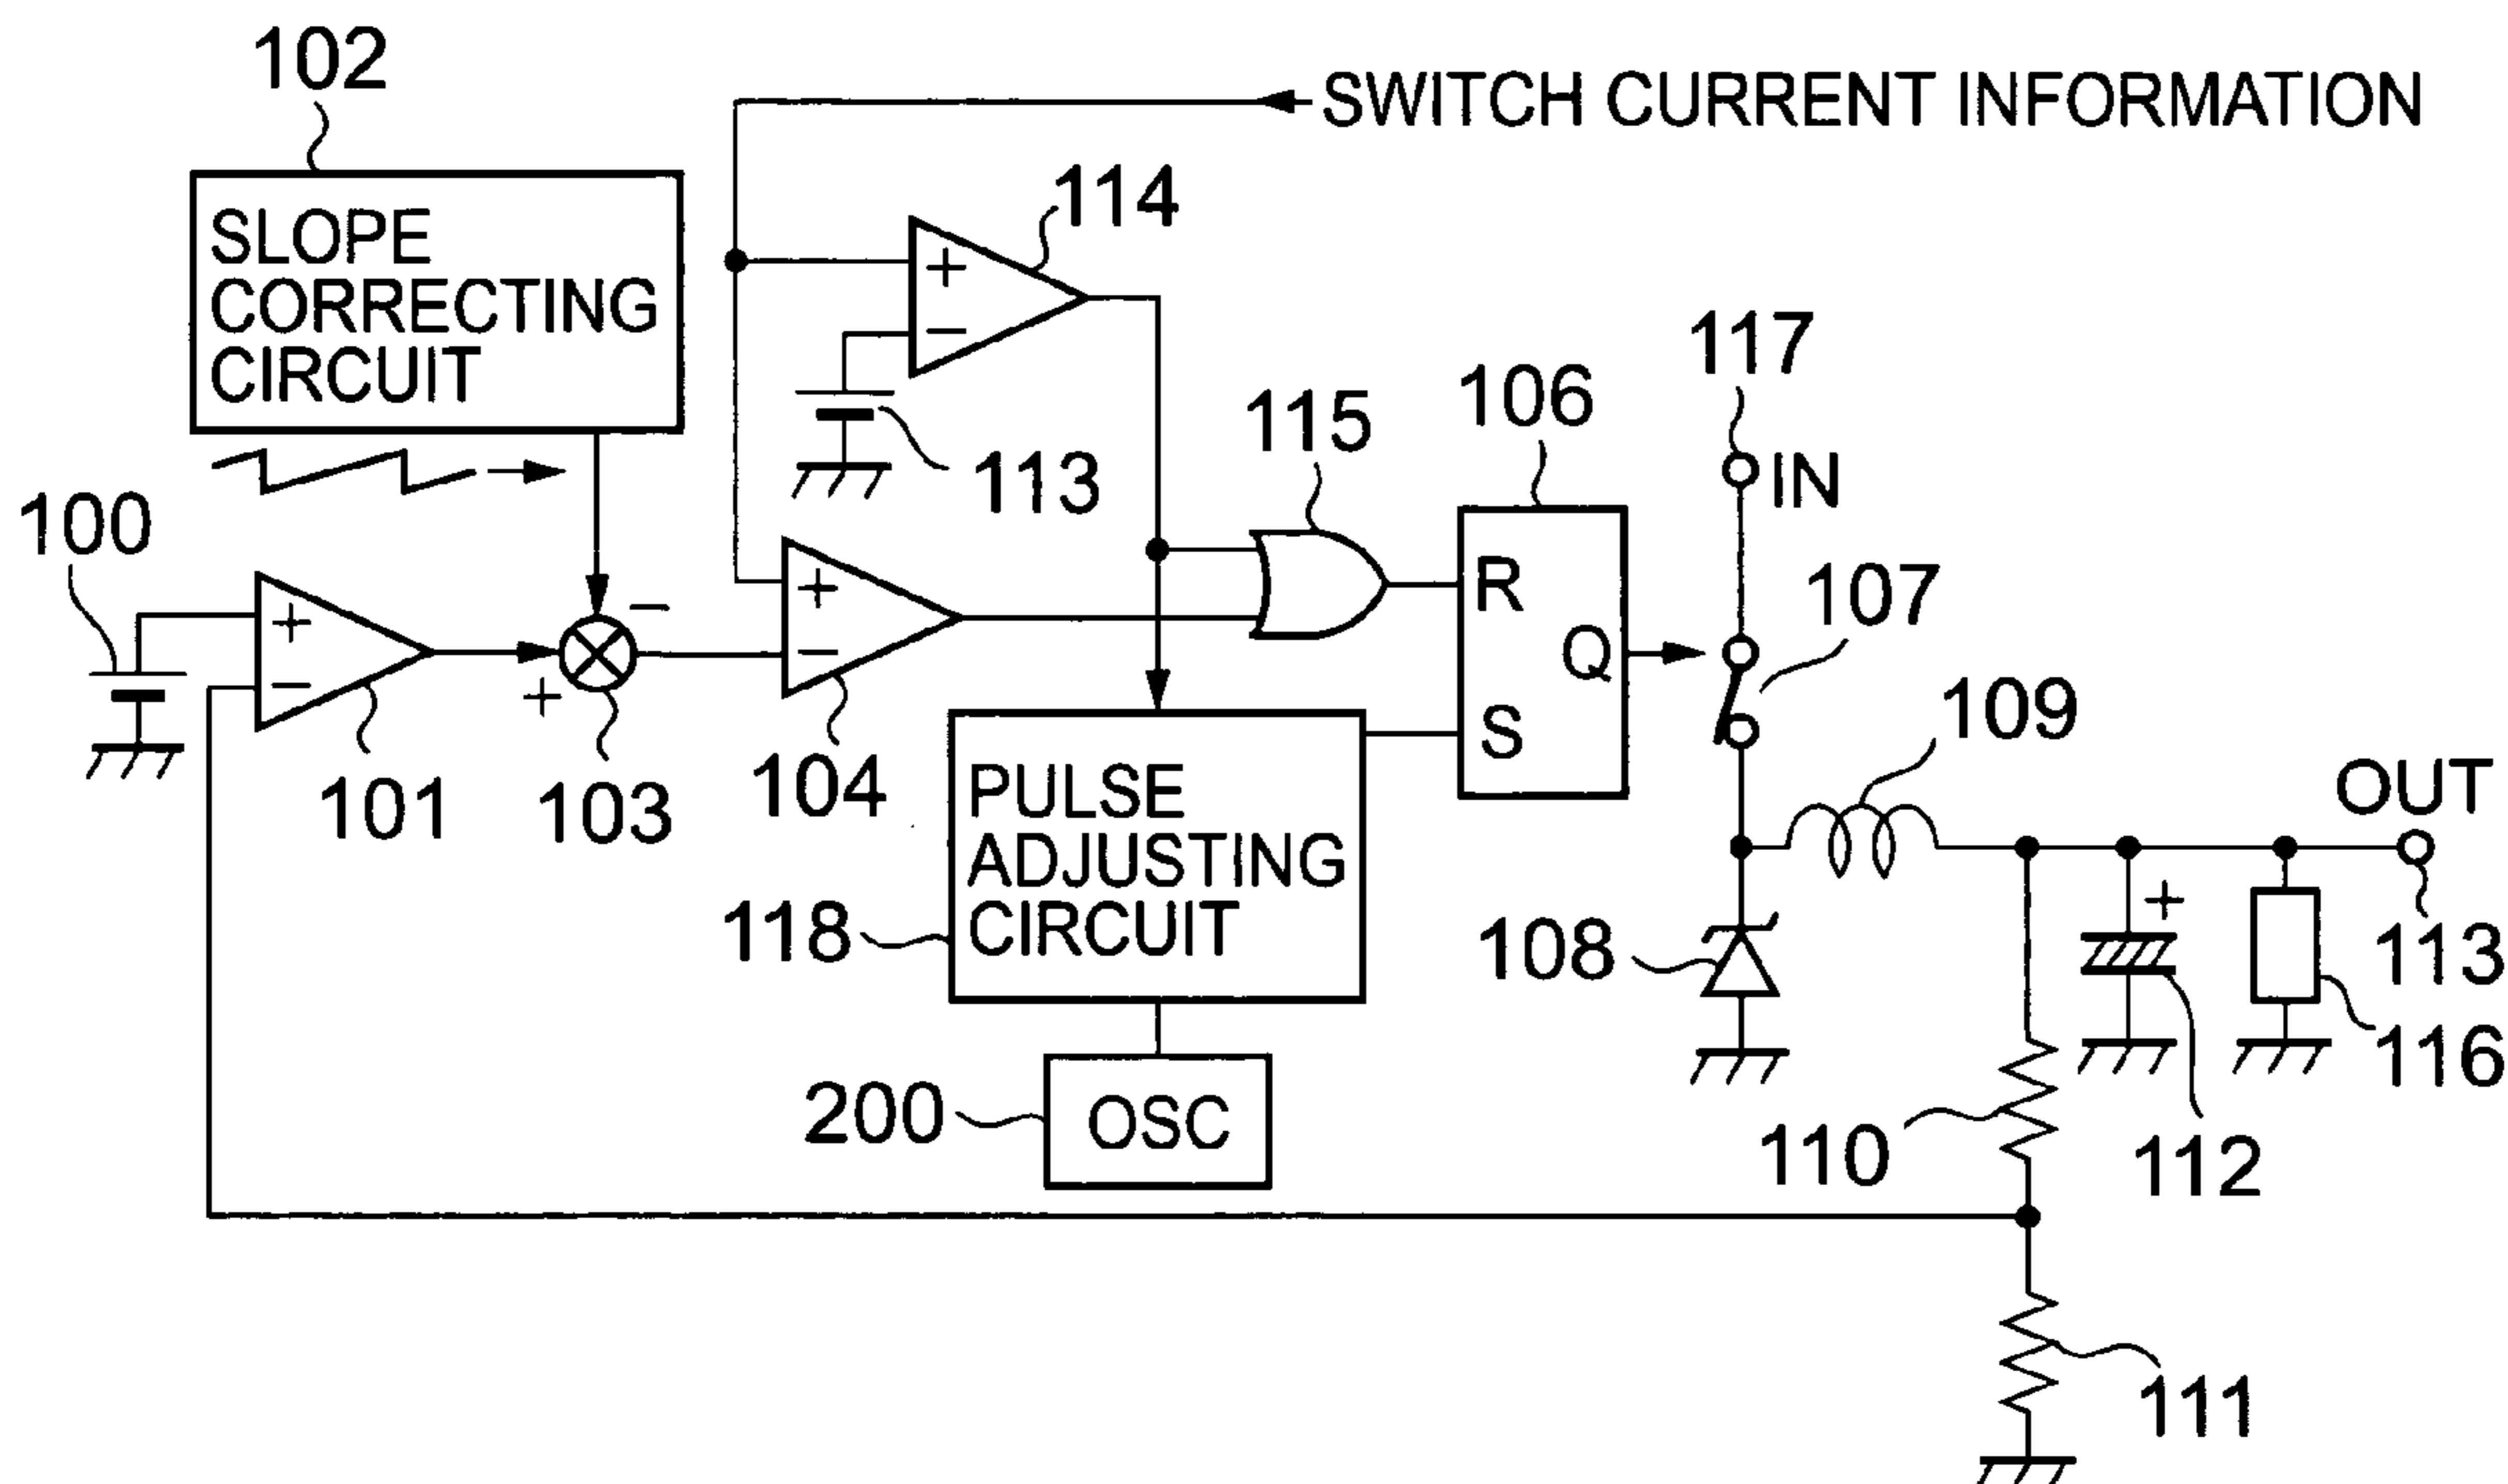 102
SWITCH CURRENT INFORMATION
114
SLOPE
CORRECTING
CIRCUIT
+
−
113
115
106
117
IN
100
+
−
101
−
+
103
+
−
104
R
Q
S
107
109
OUT
PULSE
ADJUSTING
CIRCUIT
118
108
+
113
116
200
OSC
110
112
111